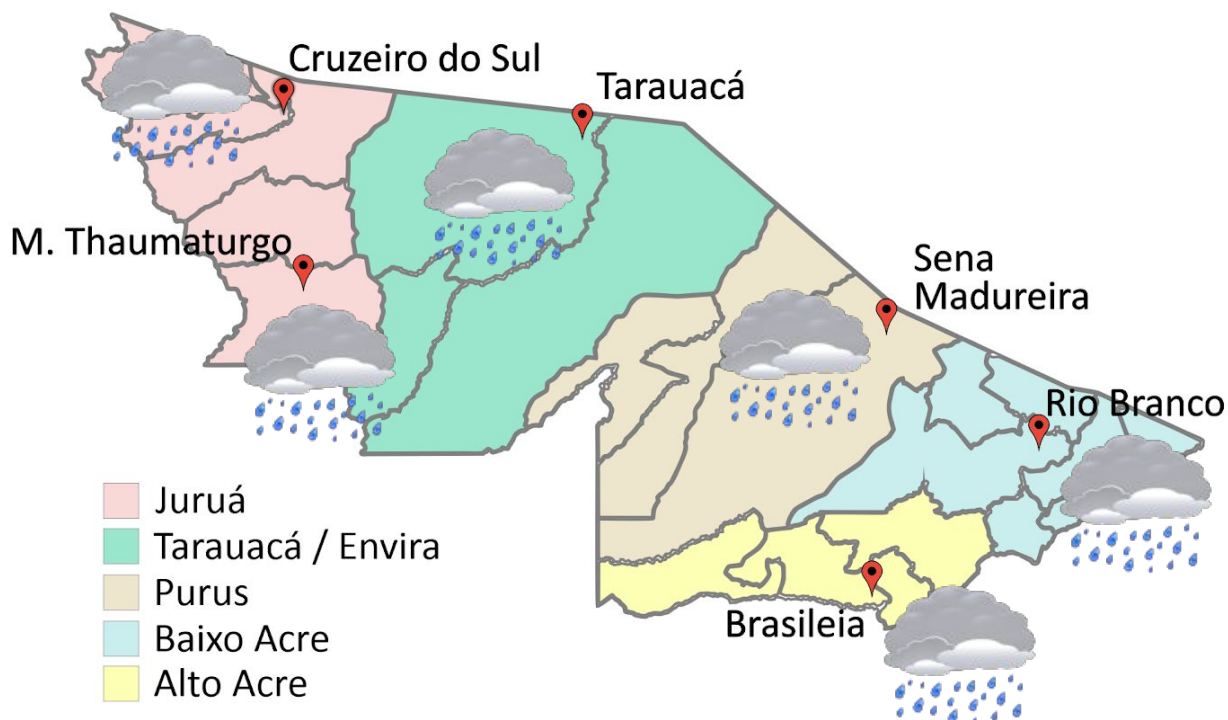 Cruzeiro do Sul
Tarauacá
M. Thaumaturgo
Sena
Madureira
Rio Branco
Brasileia
Juruá
Tarauacá / Envira
Purus
Baixo Acre
Alto Acre